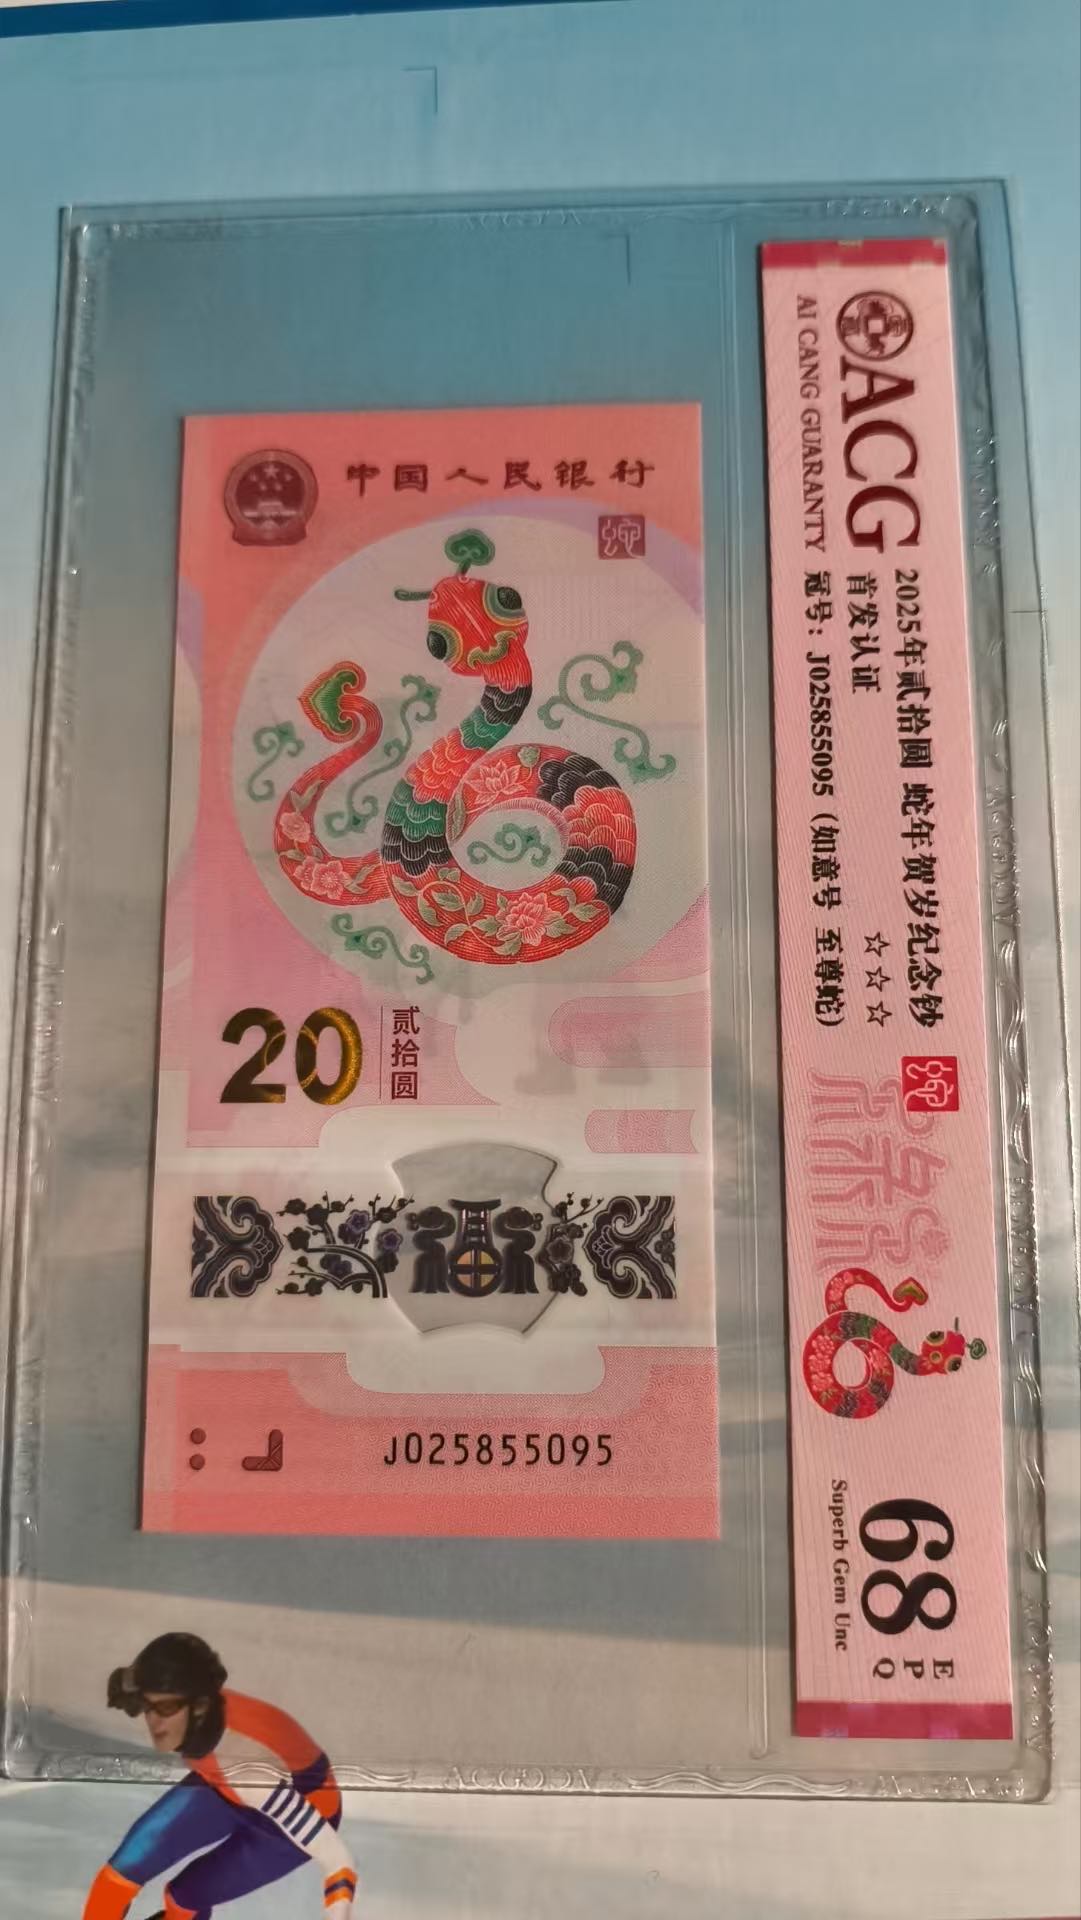 中国人民银行
蛇
20
贰拾圆
J025855095
ACG
AI CANG GUARANTY
2025年贰拾圆 蛇年贺岁纪念钞
首发认证 ☆☆☆
冠号：J025855095（如意号 至尊蛇）
蛇
68
E
P
Q
Superb Gem Unc